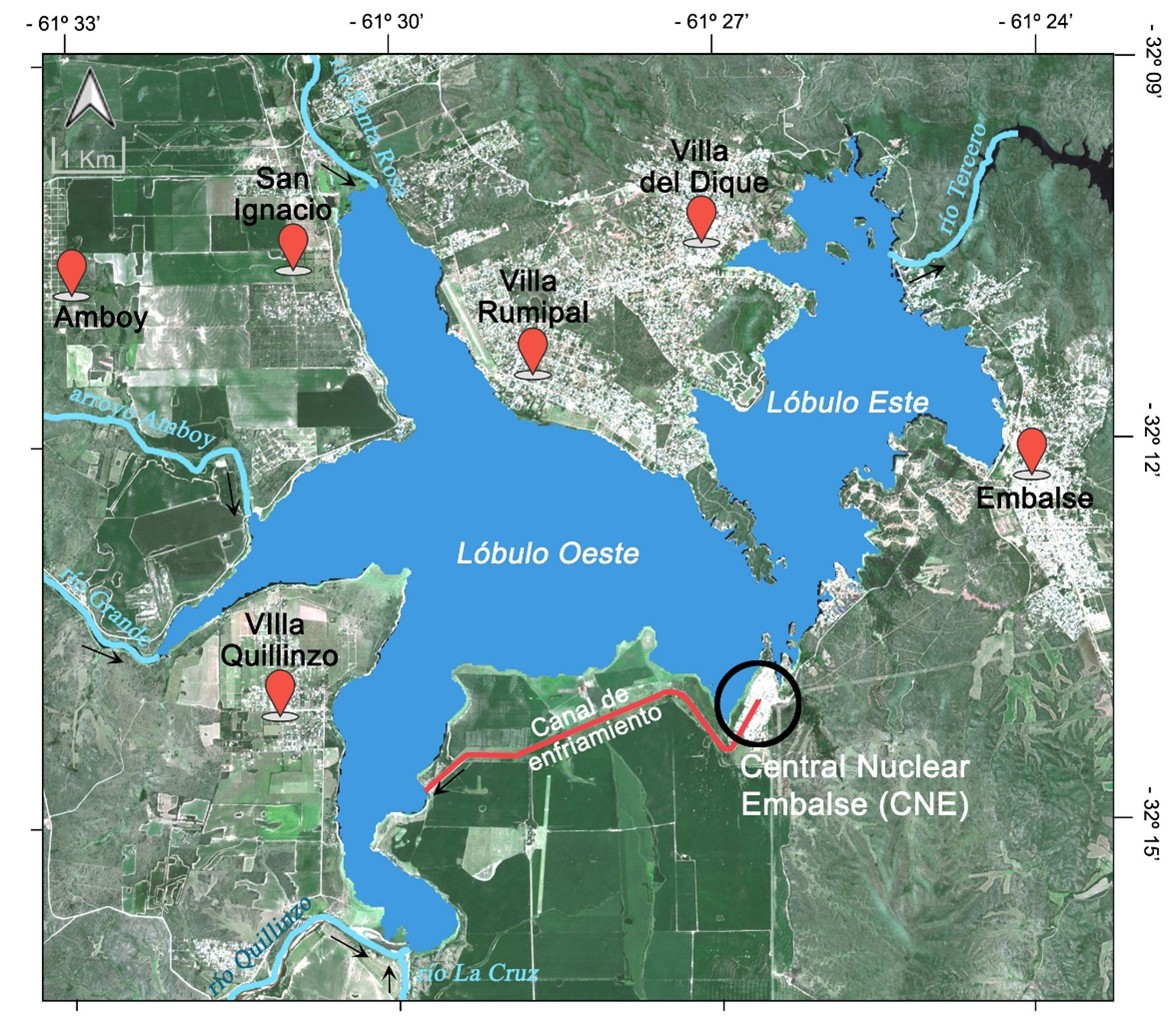 - 61º 33’
- 61º 30’
- 61º 27’
- 61º 24’
- 32º 09’
río Santa Rosa
1 Km
San
Ignacio
Villa
del Dique
río Tercero
Amboy
Villa
Rumipal
arroyo Amboy
Lóbulo Este
- 32º 12’
Embalse
Lóbulo Oeste
río Grande
VIlla
Quillinzo
Canal de
enfriamiento
Central Nuclear
Embalse (CNE)
- 32º 15’
río Quillinzo
río La Cruz